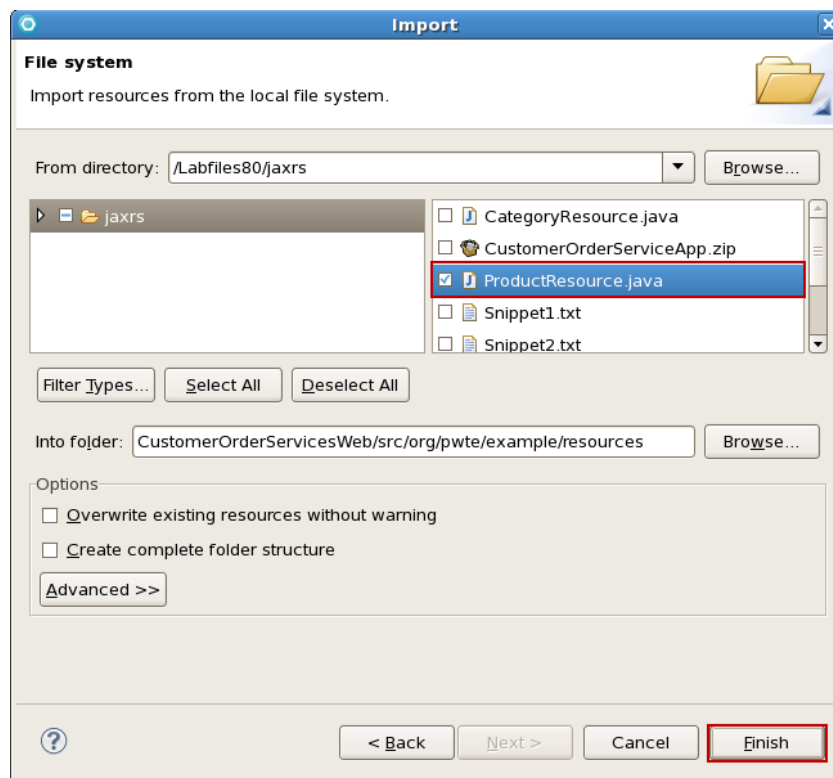 Import
File system
Import resources from the local file system.
From directory: /Labfiles80/jaxrs Browse...
jaxrs
CategoryResource.java
CustomerOrderServiceApp.zip
ProductResource.java
Snippet1.txt
Snippet2.txt
Filter Types... Select All Deselect All
Into folder: CustomerOrderServicesWeb/src/org/pwte/example/resources Browse...
Options
Overwrite existing resources without warning
Create complete folder structure
Advanced >>
? < Back Next > Cancel Finish